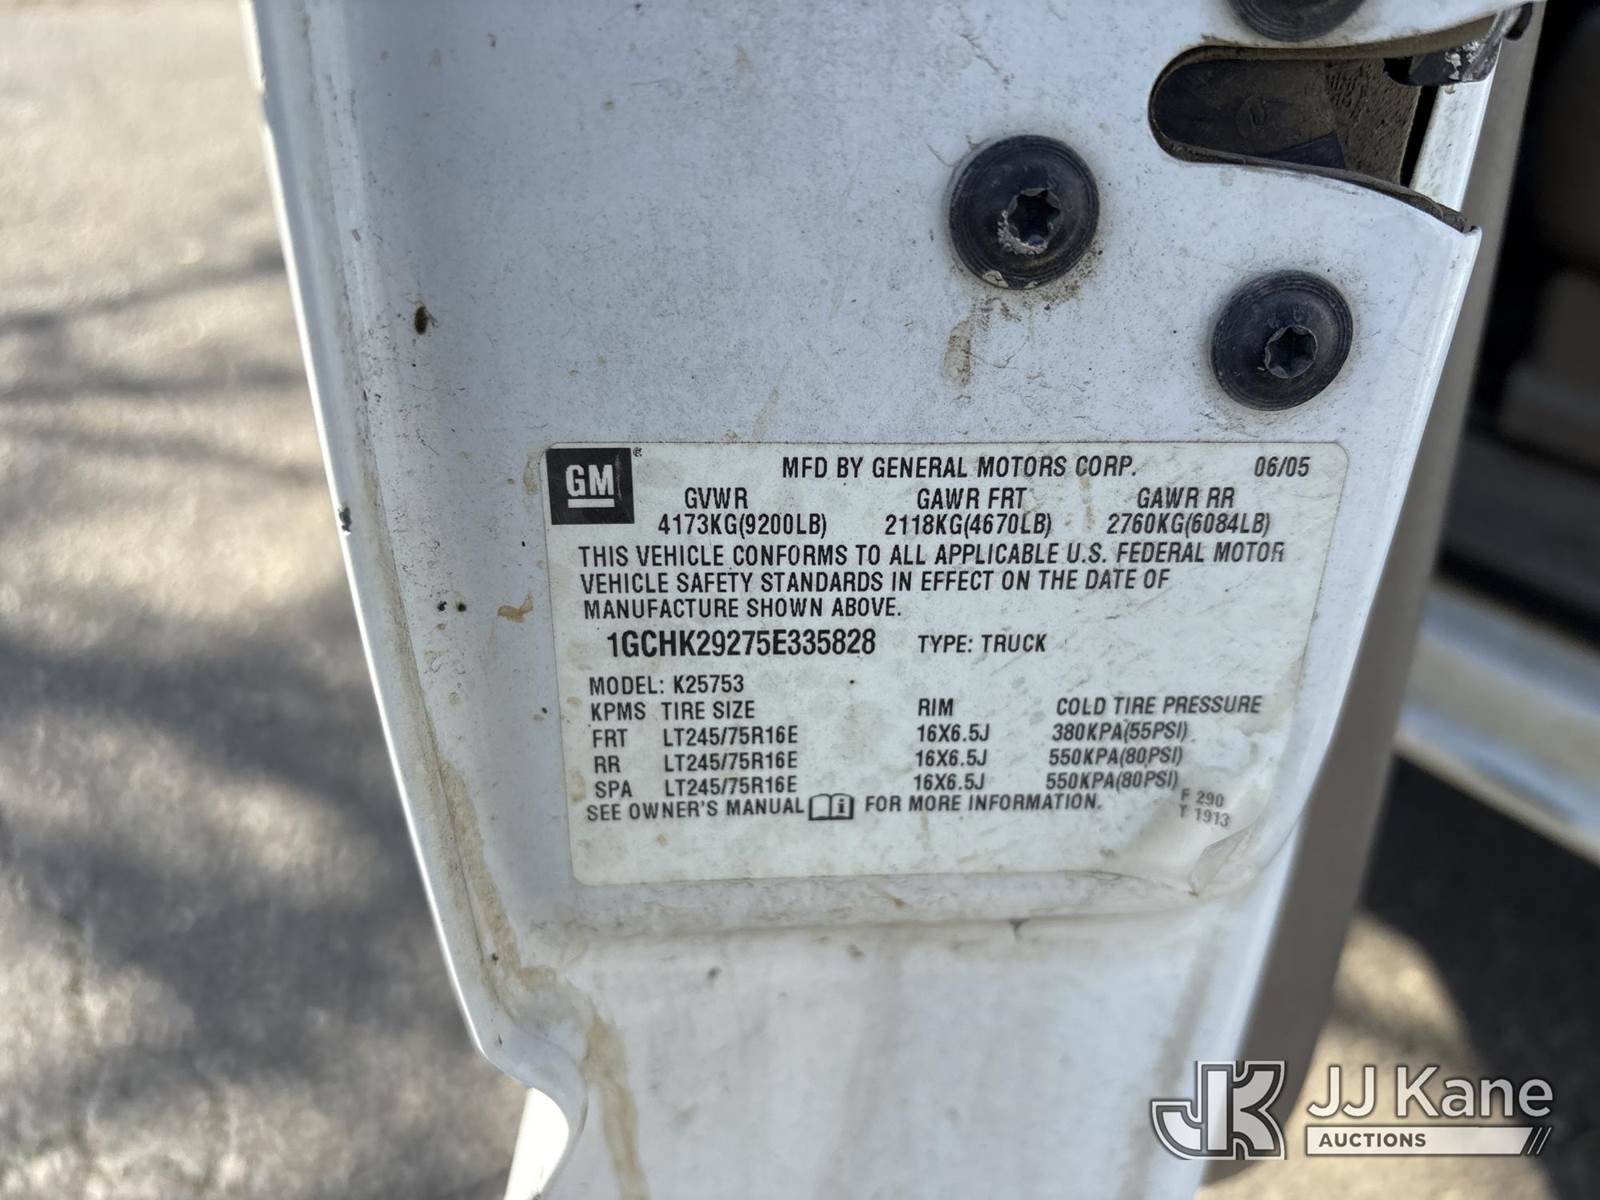 GM
MFD BY GENERAL MOTORS CORP. 06/05
GVWR GAWR FRT GAWR RR
4173KG(9200LB) 2118KG(4670LB) 2760KG(6084LB)
THIS VEHICLE CONFORMS TO ALL APPLICABLE U.S. FEDERAL MOTOR
VEHICLE SAFETY STANDARDS IN EFFECT ON THE DATE OF
MANUFACTURE SHOWN ABOVE.
1GCHK29275E335828 TYPE: TRUCK
MODEL: K25753
KPMS TIRE SIZE RIM COLD TIRE PRESSURE
FRT LT245/75R16E 16X6.5J 380KPA(55PSI)
RR LT245/75R16E 16X6.5J 550KPA(80PSI)
SPA LT245/75R16E 16X6.5J 550KPA(80PSI)
SEE OWNER'S MANUAL i FOR MORE INFORMATION.
F 290
T 1913
JK JJ Kane
AUCTIONS